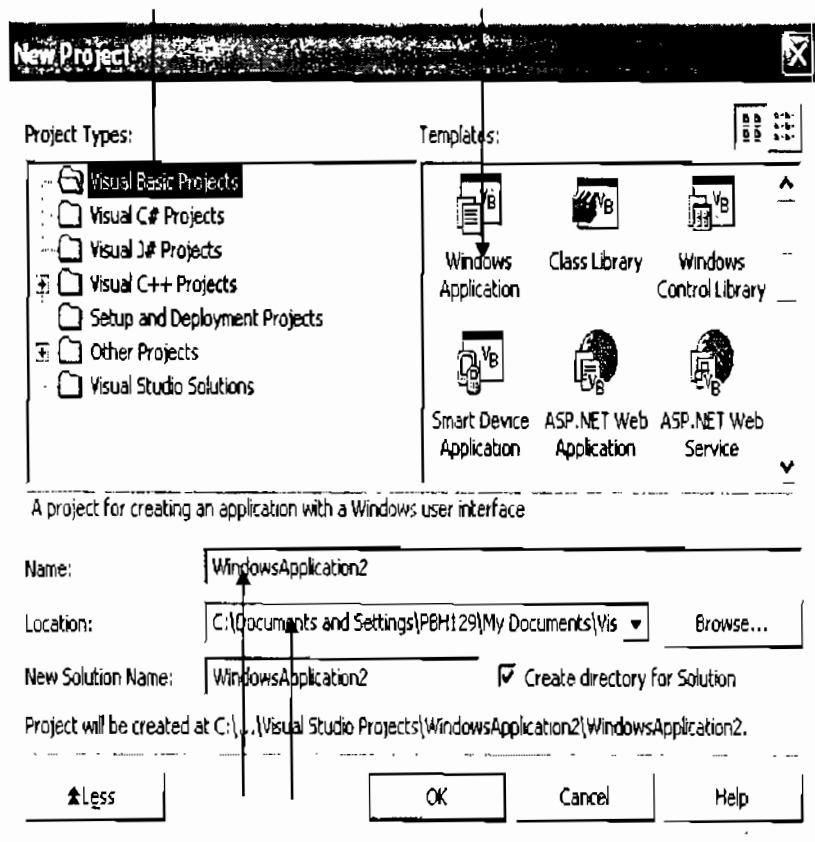 New Project
Project Types:
Templates:
Visual Basic Projects
Visual C# Projects
Visual J# Projects
Visual C++ Projects
Setup and Deployment Projects
Other Projects
Visual Studio Solutions
Windows Application
Class Library
Windows Control Library
Smart Device Application
ASP.NET Web Application
ASP.NET Web Service
A project for creating an application with a Windows user interface
Name: WindowsApplication2
Location: C:\Documents and Settings\PBH129\My Documents\Vis Browse...
New Solution Name: WindowsApplication2 Create directory for Solution
Project will be created at C:\...\Visual Studio Projects\WindowsApplication2\WindowsApplication2.
Less OK Cancel Help